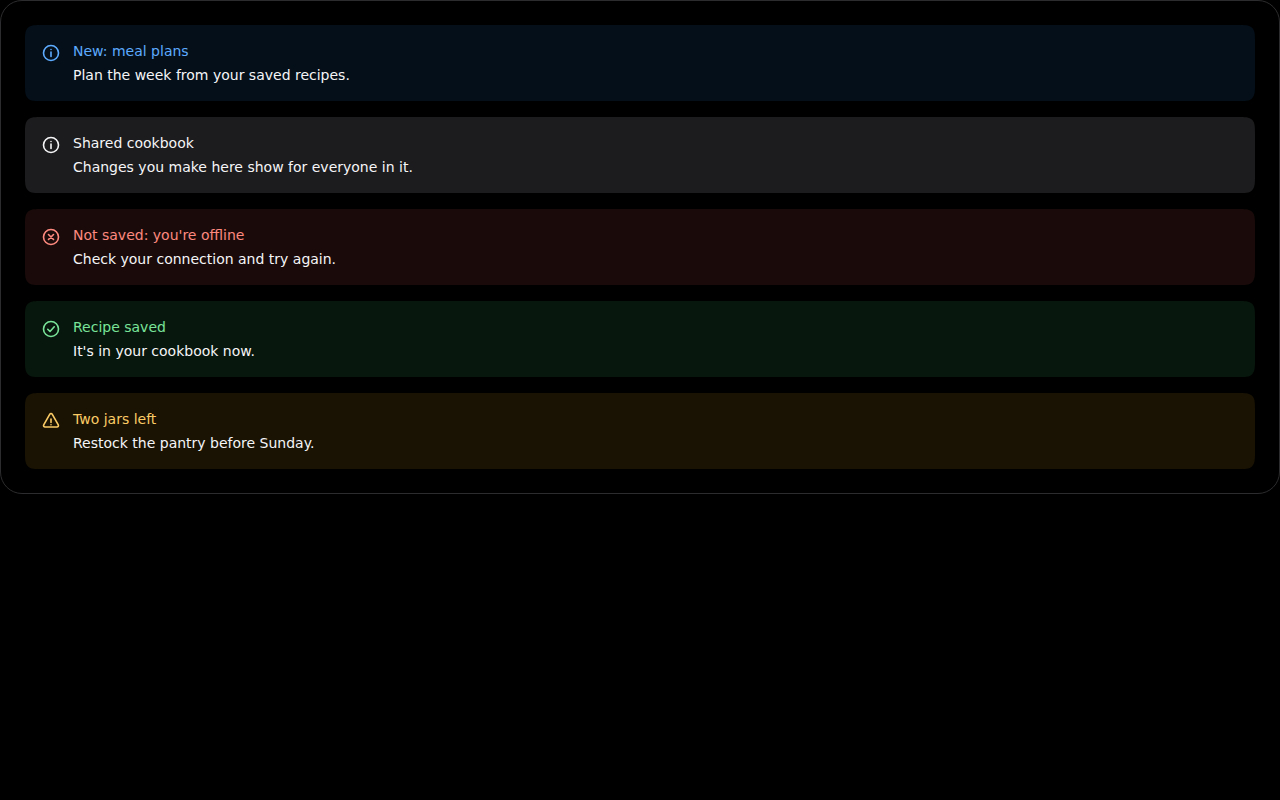 New: meal plans
Plan the week from your saved recipes.
Shared cookbook
Changes you make here show for everyone in it.
Not saved: you're offline
Check your connection and try again.
Recipe saved
It's in your cookbook now.
Two jars left
Restock the pantry before Sunday.